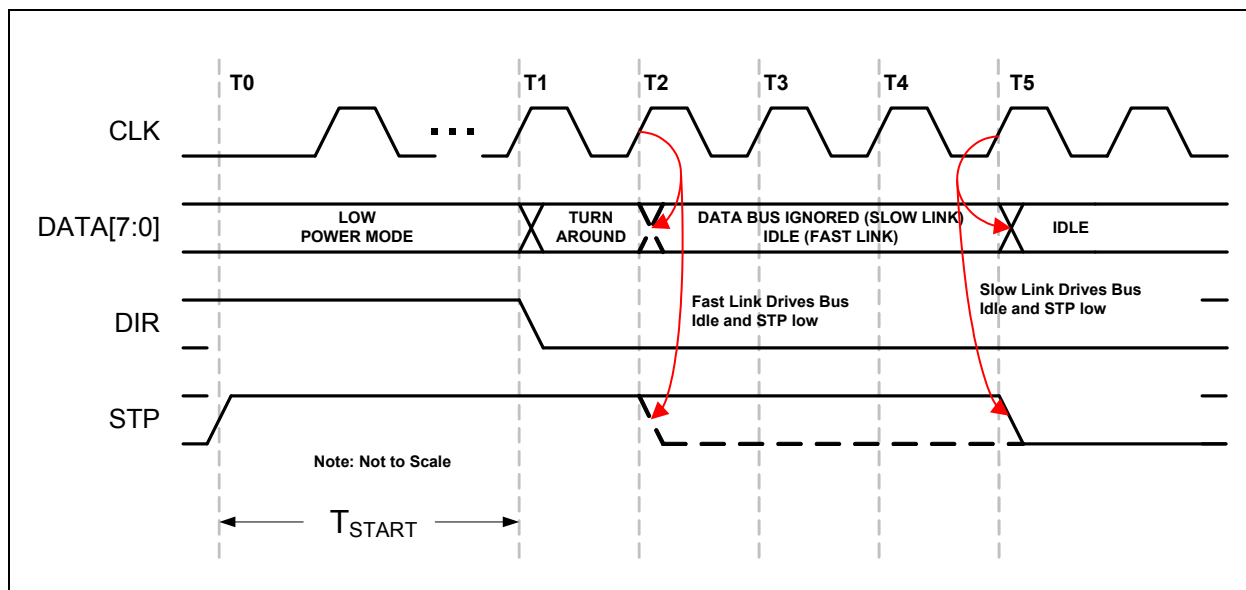 T0
T1
T2
T3
T4
T5
CLK
DATA[7:0]
LOW
POWER MODE
TURN
AROUND
DATA BUS IGNORED (SLOW LINK)
IDLE (FAST LINK)
IDLE
DIR
Fast Link Drives Bus
Idle and STP low
Slow Link Drives Bus
Idle and STP low
STP
Note: Not to Scale
TSTART